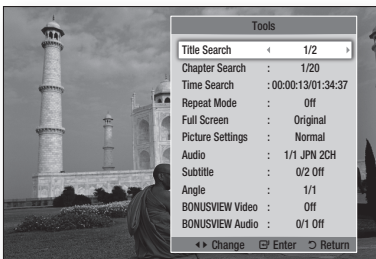 Tools
Title Search 1/2
Chapter Search : 1/20
Time Search : 00:00:13/01:34:37
Repeat Mode : Off
Full Screen : Original
Picture Settings : Normal
Audio : 1/1 JPN 2CH
Subtitle : 0/2 Off
Angle : 1/1
BONUSVIEW Video : Off
BONUSVIEW Audio : 0/1 Off
Change Enter Return